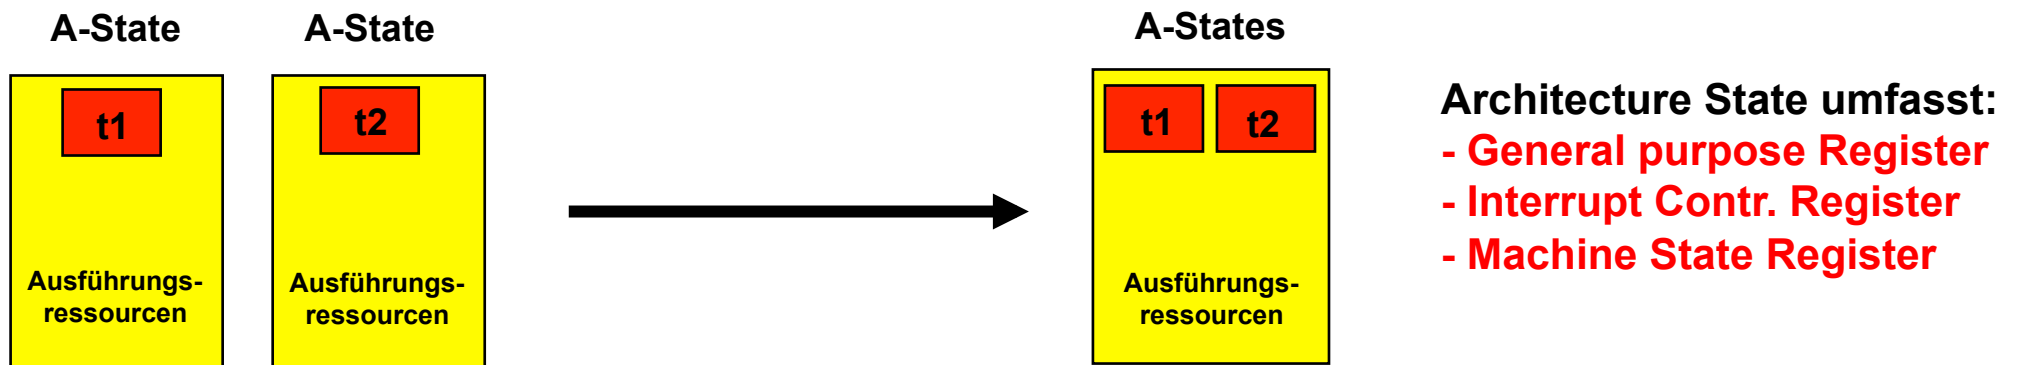 A-State
A-State
A-States
t1
t2
t1
t2
Ausführungs-
ressourcen
Ausführungs-
ressourcen
Ausführungs-
ressourcen
Architecture State umfasst:
- General purpose Register
- Interrupt Contr. Register
- Machine State Register